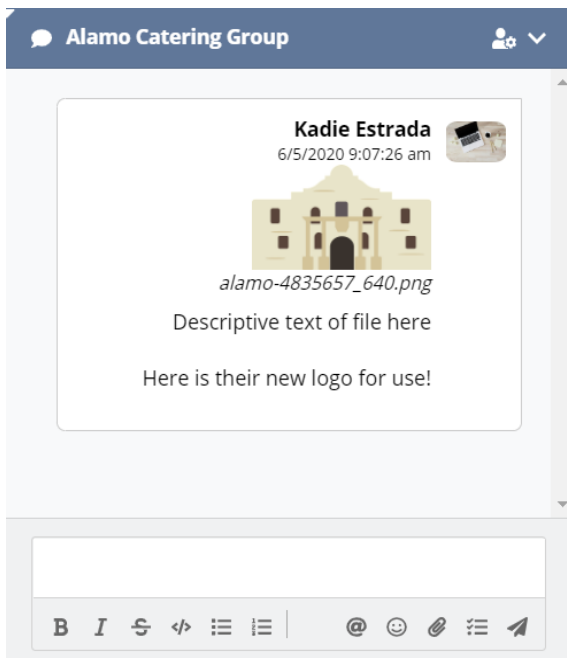 Alamo Catering Group
Kadie Estrada
6/5/2020 9:07:26 am
alamo-4835657_640.png
Descriptive text of file here
Here is their new logo for use!
B I S </>
@